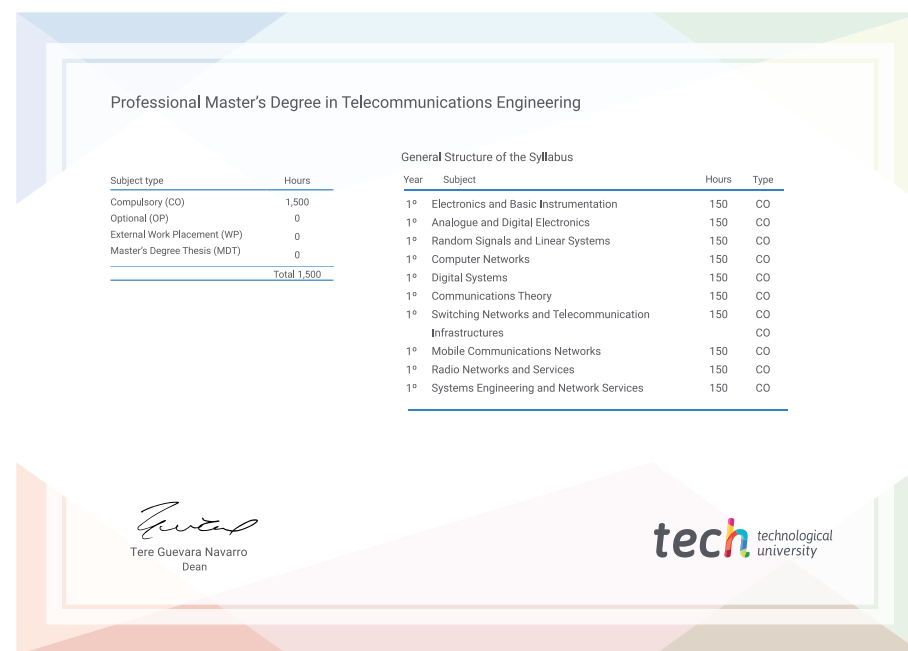 Professional Master's Degree in Telecommunications Engineering
General Structure of the Syllabus
Subject type Hours
Compulsory (CO) 1,500
Optional (OP) 0
External Work Placement (WP) 0
Master's Degree Thesis (MDT) 0
Total 1,500
Year Subject Hours Type
1º Electronics and Basic Instrumentation 150 CO
1º Analogue and Digital Electronics 150 CO
1º Random Signals and Linear Systems 150 CO
1º Computer Networks 150 CO
1º Digital Systems 150 CO
1º Communications Theory 150 CO
1º Switching Networks and Telecommunication 150 CO
Infrastructures CO
1º Mobile Communications Networks 150 CO
1º Radio Networks and Services 150 CO
1º Systems Engineering and Network Services 150 CO
Tere Guevara Navarro
Dean
tech technological
university